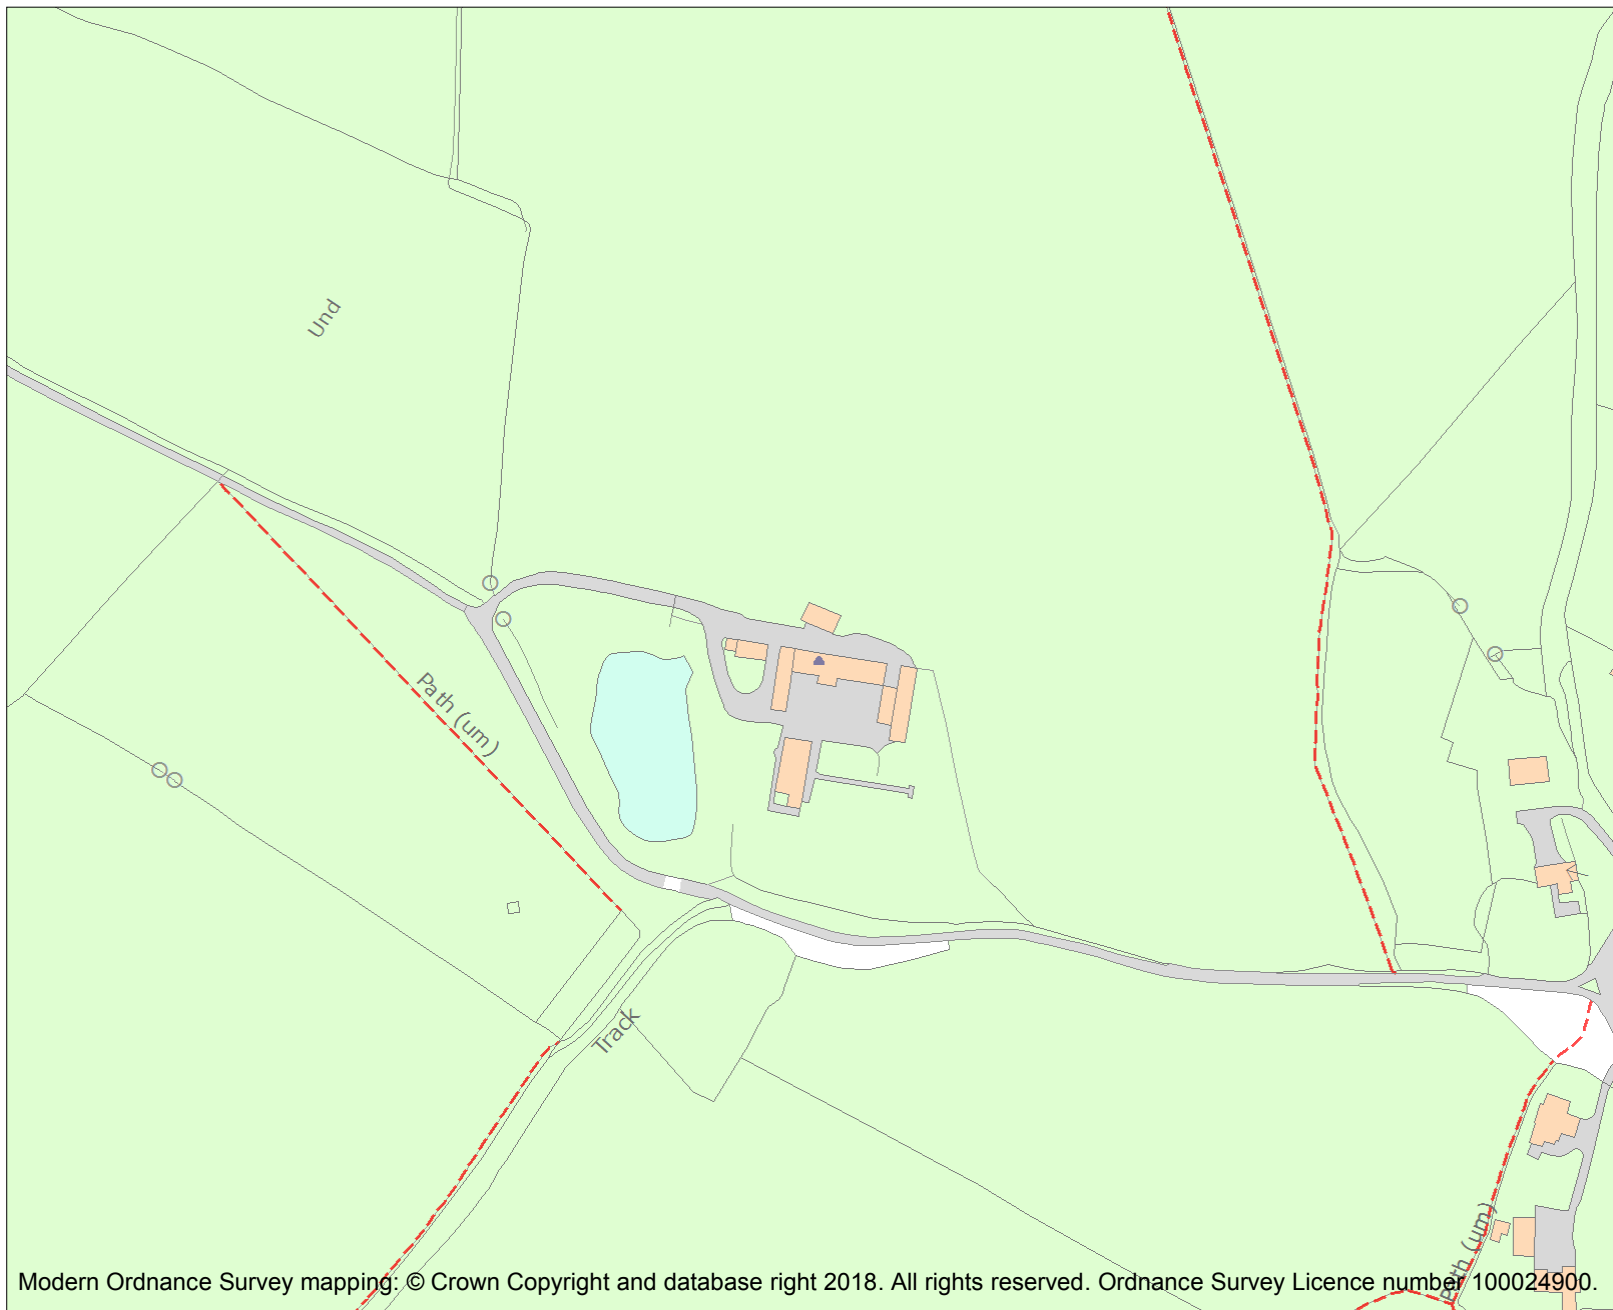 Und
Path (um)
Track
Path (um)
Modern Ordnance Survey mapping: © Crown Copyright and database right 2018. All rights reserved. Ordnance Survey Licence number 100024900.